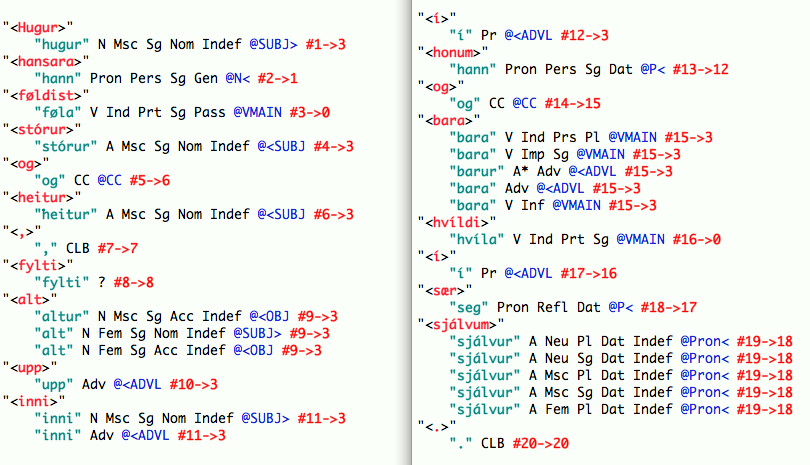 "<Hugur>"
"hugur" N Msc Sg Nom Indef @SUBJ> #1->3
"<hansara>"
"hann" Pron Pers Sg Gen @N< #2->1
"<føldist>"
"føla" V Ind Prt Sg Pass @VMAIN #3->0
"<stórur>"
"stórur" A Msc Sg Nom Indef @<SUBJ #4->3
"<og>"
"og" CC @CC #5->6
"<heitur>"
"heitur" A Msc Sg Nom Indef @<SUBJ #6->3
"<,>"
"," CLB #7->7
"<fylti>"
"fylti" ? #8->8
"<alt>"
"altur" N Msc Sg Acc Indef @<OBJ #9->3
"alt" N Fem Sg Nom Indef @SUBJ> #9->3
"alt" N Fem Sg Acc Indef @<OBJ #9->3
"<upp>"
"upp" Adv @<ADVL #10->3
"<inni>"
"inni" N Msc Sg Nom Indef @SUBJ> #11->3
"inni" Adv @<ADVL #11->3
"<í>"
"í" Pr @<ADVL #12->3
"<honum>"
"hann" Pron Pers Sg Dat @P< #13->12
"<og>"
"og" CC @CC #14->15
"<bara>"
"bara" V Ind Prs Pl @VMAIN #15->3
"bara" V Imp Sg @VMAIN #15->3
"barur" A* Adv @<ADVL #15->3
"bara" Adv @<ADVL #15->3
"bara" V Inf @VMAIN #15->3
"<hvíldi>"
"hvíla" V Ind Prt Sg @VMAIN #16->0
"<í>"
"í" Pr @<ADVL #17->16
"<sær>"
"seg" Pron Refl Dat @P< #18->17
"<sjálvum>"
"sjálvur" A Neu Pl Dat Indef @Pron< #19->18
"sjálvur" A Neu Sg Dat Indef @Pron< #19->18
"sjálvur" A Msc Pl Dat Indef @Pron< #19->18
"sjálvur" A Msc Sg Dat Indef @Pron< #19->18
"sjálvur" A Fem Pl Dat Indef @Pron< #19->18
"<.>"
"." CLB #20->20